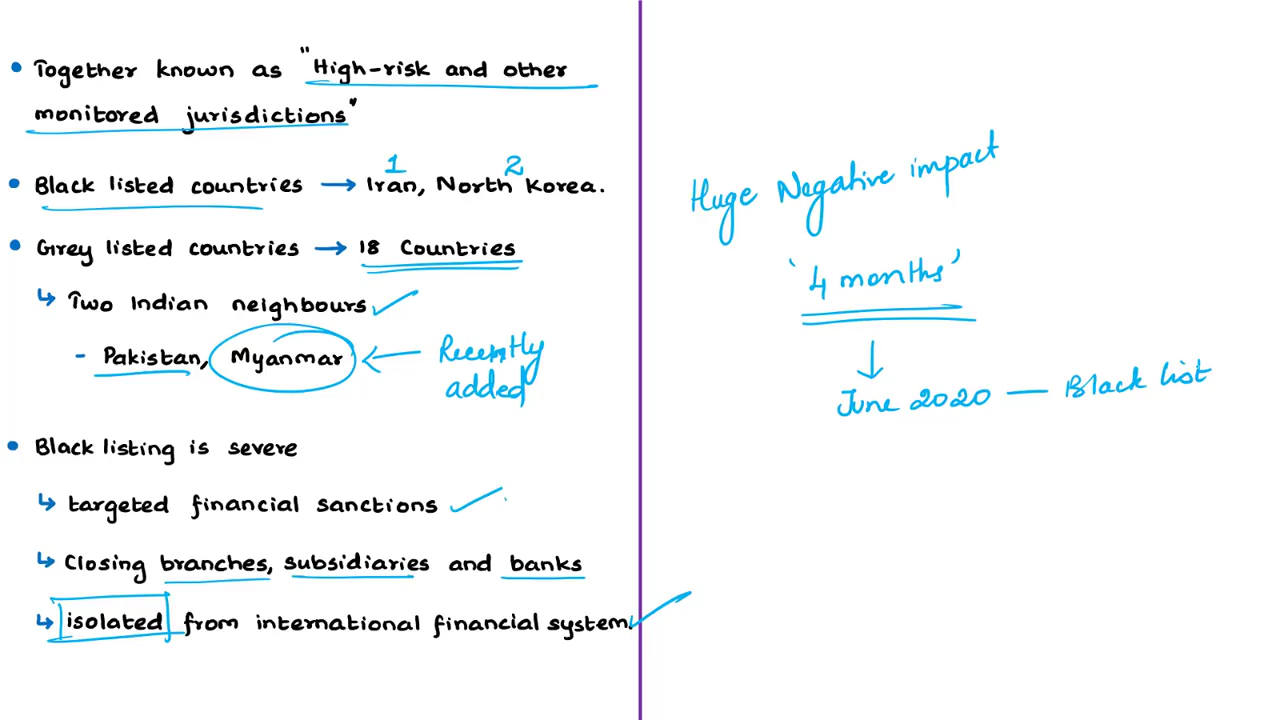 • Together known as "High-risk and other
monitored jurisdictions"
1 2
• Black listed countries → Iran, North Korea.
• Grey listed countries → 18 Countries
↳ Two Indian neighbours ✓
- Pakistan, Myanmar ← Recently
added
• Black listing is severe
↳ targeted financial sanctions ✓
↳ Closing branches, subsidiaries and banks
↳ isolated from international financial system. ✓
Huge Negative impact
'4 months'
↓
June 2020 — Black list